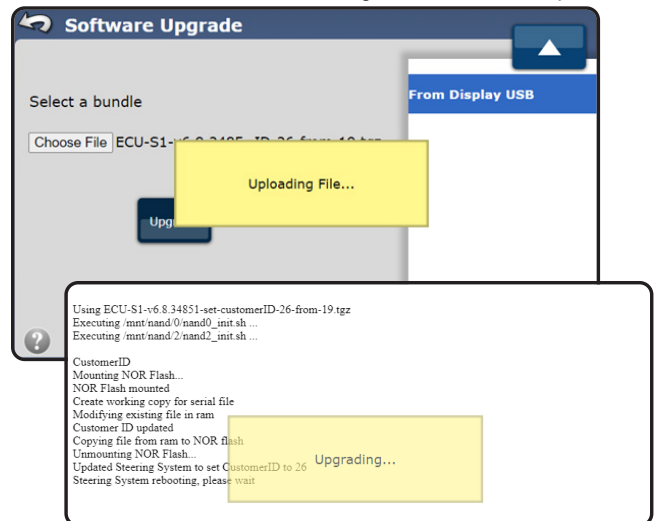 Software Upgrade
From Display USB
Select a bundle
Choose File ECU-S1-
Uploading File...
Upg
?
Using ECU-S1-v6.8.34851-set-customerID-26-from-19.tgz
Executing /mnt/nand/0/nand0_init.sh ...
Executing /mnt/nand/2/nand2_init.sh ...
CustomerID
Mounting NOR Flash...
NOR Flash mounted
Create working copy for serial file
Modifying existing file in ram
Customer ID updated
Copying file from ram to NOR flash
Unmounting NOR Flash...
Updated Steering System to set CustomerID to 26
Steering System rebooting, please wait
Upgrading...